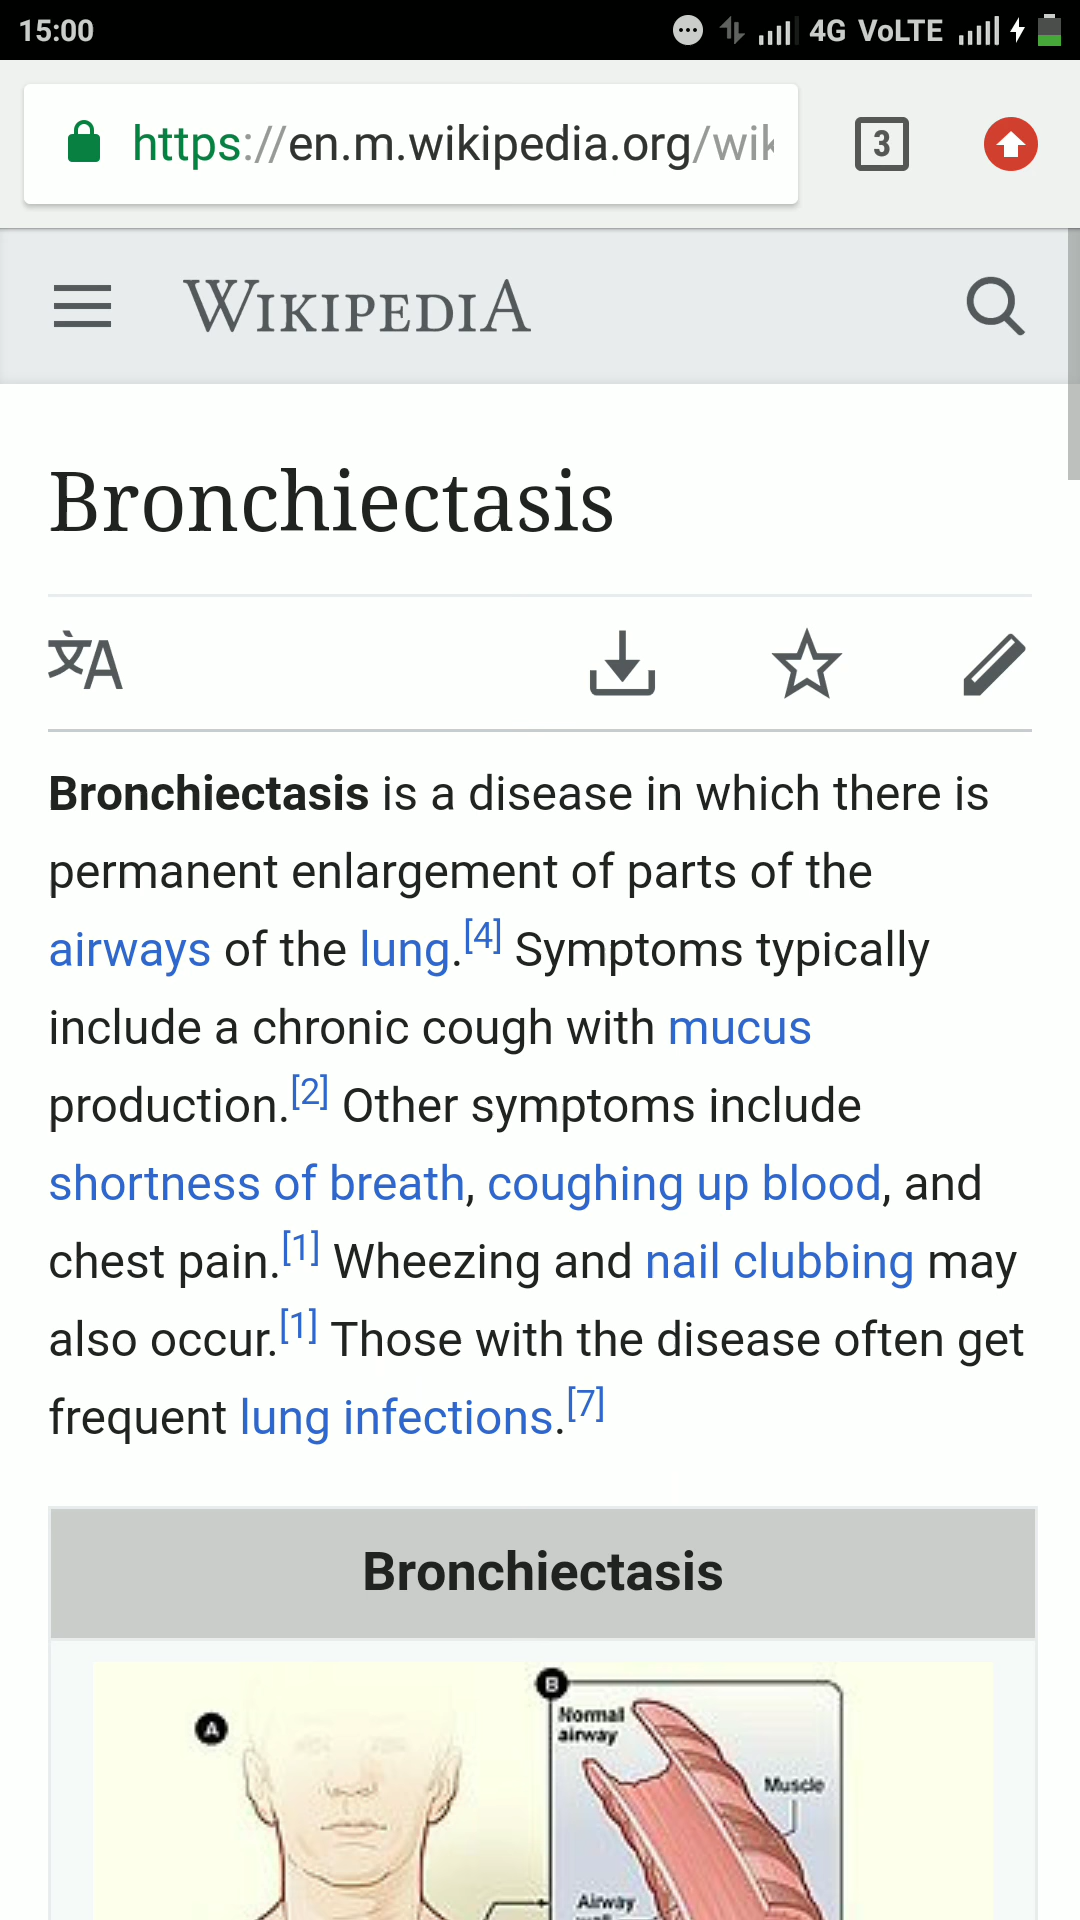 15:00 4G VoLTE
https://en.m.wikipedia.org/wik 3
WIKIPEDIA
Bronchiectasis
文A
Bronchiectasis is a disease in which there is
permanent enlargement of parts of the
airways of the lung.[4] Symptoms typically
include a chronic cough with mucus
production.[2] Other symptoms include
shortness of breath, coughing up blood, and
chest pain.[1] Wheezing and nail clubbing may
also occur.[1] Those with the disease often get
frequent lung infections.[7]
Bronchiectasis
A
B
Normal
airway
Muscle
Airway